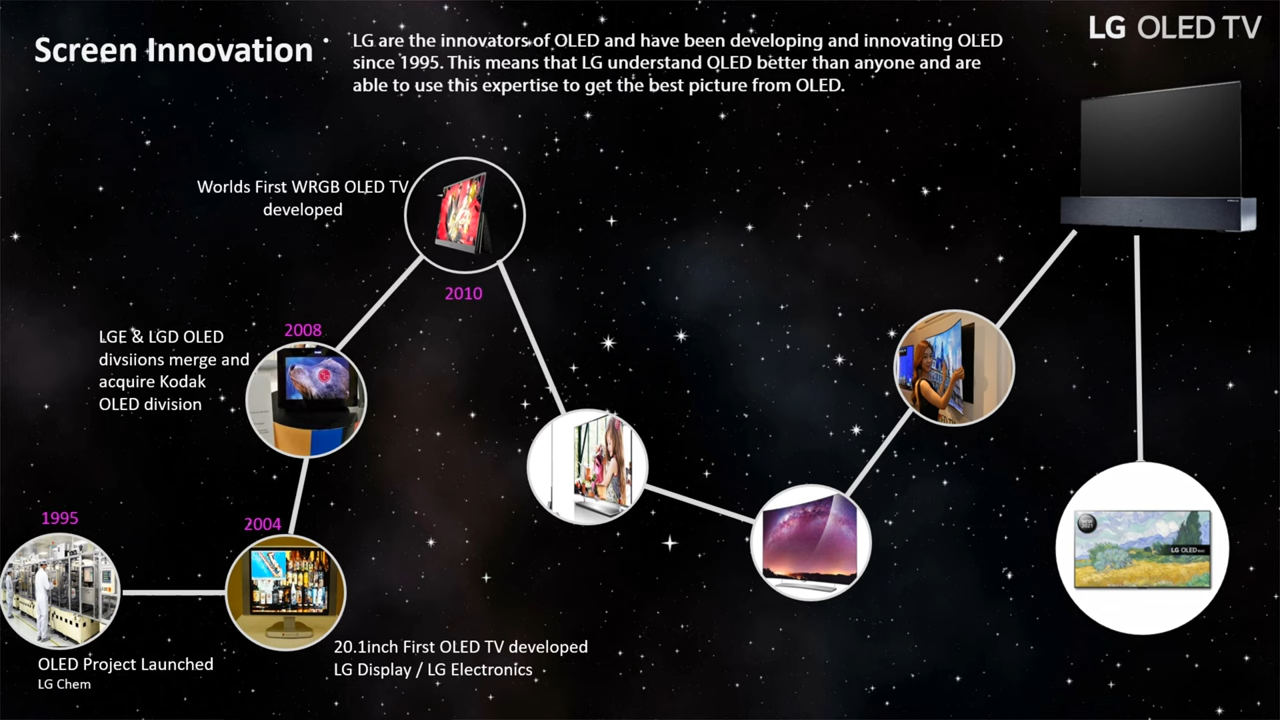 Screen Innovation
LG are the innovators of OLED and have been developing and innovating OLED
since 1995. This means that LG understand OLED better than anyone and are
able to use this expertise to get the best picture from OLED.
LG OLED TV
Worlds First WRGB OLED TV
developed
2010
2008
LGE & LGD OLED
divsiions merge and
acquire Kodak
OLED division
1995
2004
OLED Project Launched
LG Chem
20.1inch First OLED TV developed
LG Display / LG Electronics
LG OLED